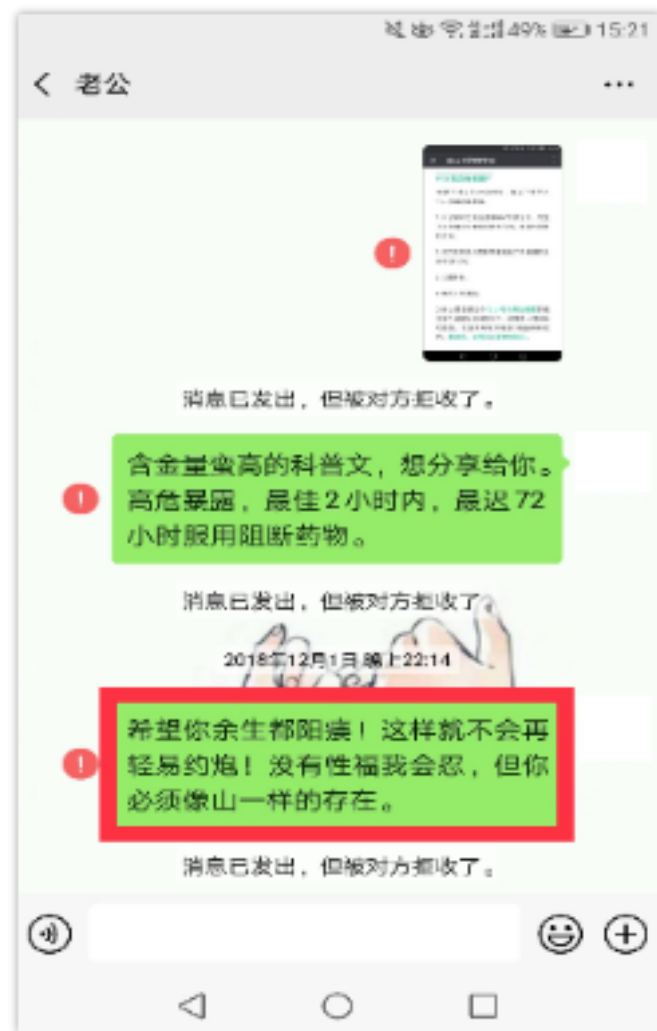 49% 15:21
老公
消息已发出，但被对方拒收了。
含金量蛮高的科普文，想分享给你。
高危暴露，最佳2小时内，最迟72
小时服用阻断药物。
消息已发出，但被对方拒收了。
2018年12月1日 晚上22:14
希望你余生都阳痿！这样就不会再
轻易约炮！没有性福我会忍，但你
必须像山一样的存在。
消息已发出，但被对方拒收了。